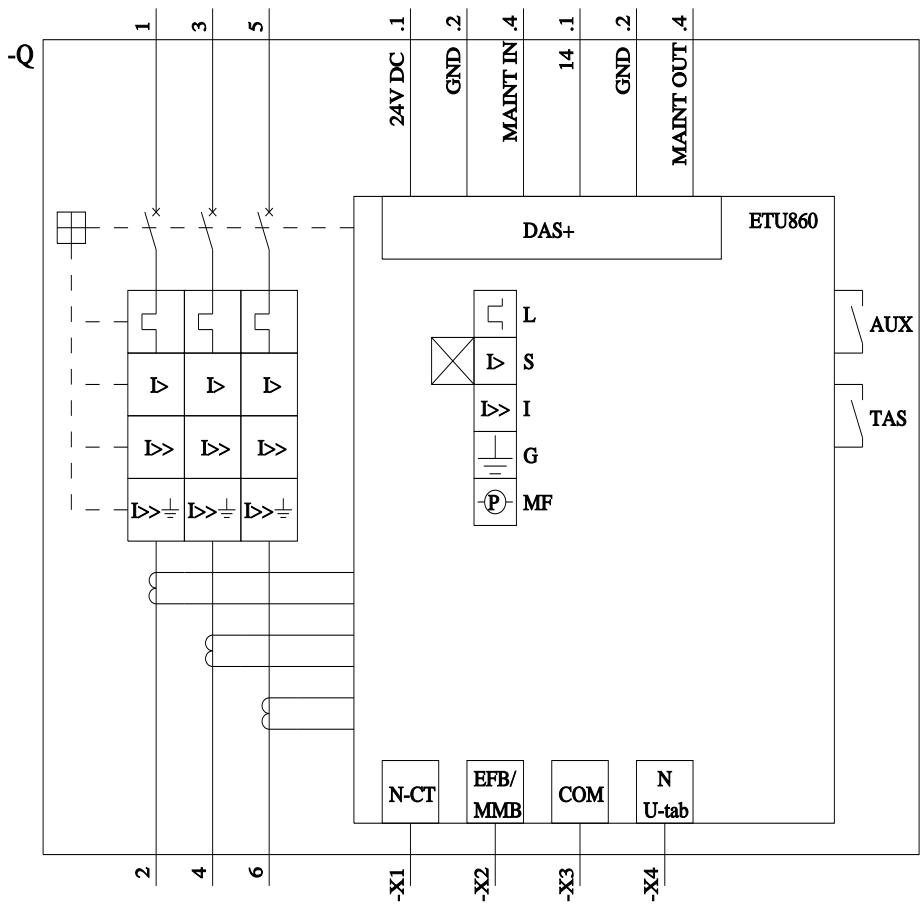 1
3
5
.1
.2
.4
.1
.2
.4
-Q
24V DC
GND
MAINT IN
14
GND
MAINT OUT
DAS+
ETU860
L
AUX
I> I> I>
I> S
I>> I
TAS
I>> I>> I>>
G
I>> I>> I>>
P MF
N-CT
EFB/
MMB
COM
N
U-tab
2
4
6
-X1
-X2
-X3
-X4